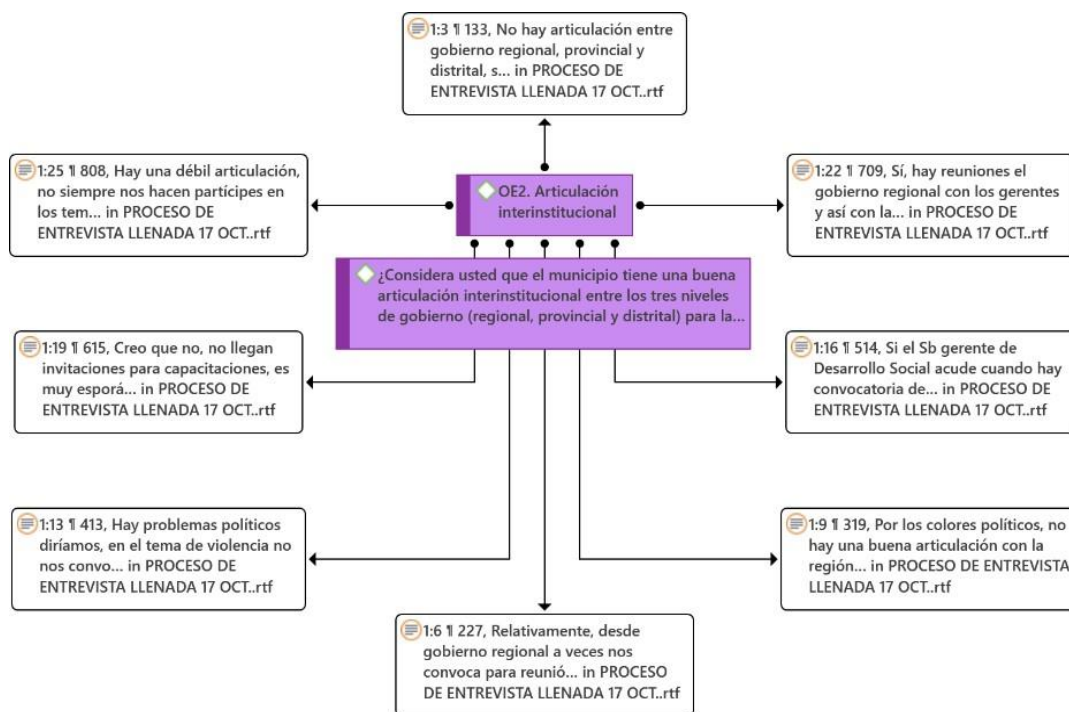 1:3 ¶ 133, No hay articulación entre
gobierno regional, provincial y
distrital, s... in PROCESO DE
ENTREVISTA LLENADA 17 OCT..rtf
1:25 ¶ 808, Hay una débil articulación,
no siempre nos hacen partícipes en
los tem... in PROCESO DE
ENTREVISTA LLENADA 17 OCT..rtf
OE2. Articulación
interinstitucional
1:22 ¶ 709, Sí, hay reuniones el
gobierno regional con los gerentes
y así con la... in PROCESO DE
ENTREVISTA LLENADA 17 OCT..rtf
¿Considera usted que el municipio tiene una buena
articulación interinstitucional entre los tres niveles
de gobierno (regional, provincial y distrital) para la...
1:19 ¶ 615, Creo que no, no llegan
invitaciones para capacitaciones, es
muy esporá... in PROCESO DE
ENTREVISTA LLENADA 17 OCT..rtf
1:16 ¶ 514, Si el Sb gerente de
Desarrollo Social acude cuando hay
convocatoria de... in PROCESO DE
ENTREVISTA LLENADA 17 OCT..rtf
1:13 ¶ 413, Hay problemas políticos
diríamos, en el tema de violencia no
nos convo... in PROCESO DE
ENTREVISTA LLENADA 17 OCT..rtf
1:9 ¶ 319, Por los colores políticos, no
hay una buena articulación con la
región... in PROCESO DE ENTREVISTA
LLENADA 17 OCT..rtf
1:6 ¶ 227, Relativamente, desde
gobierno regional a veces nos
convoca para reunió... in PROCESO
DE ENTREVISTA LLENADA 17 OCT..rtf